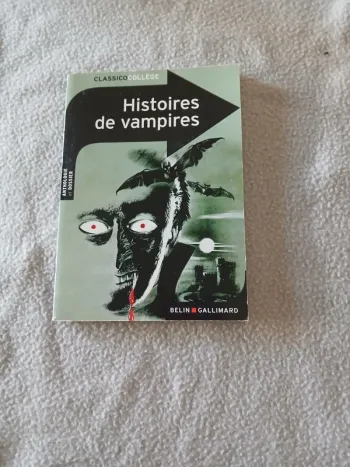 CLASSICOCOLLÈGE
Histoires
de vampires
ANTHOLOGIE
+ DOSSIER
BELIN GALLIMARD